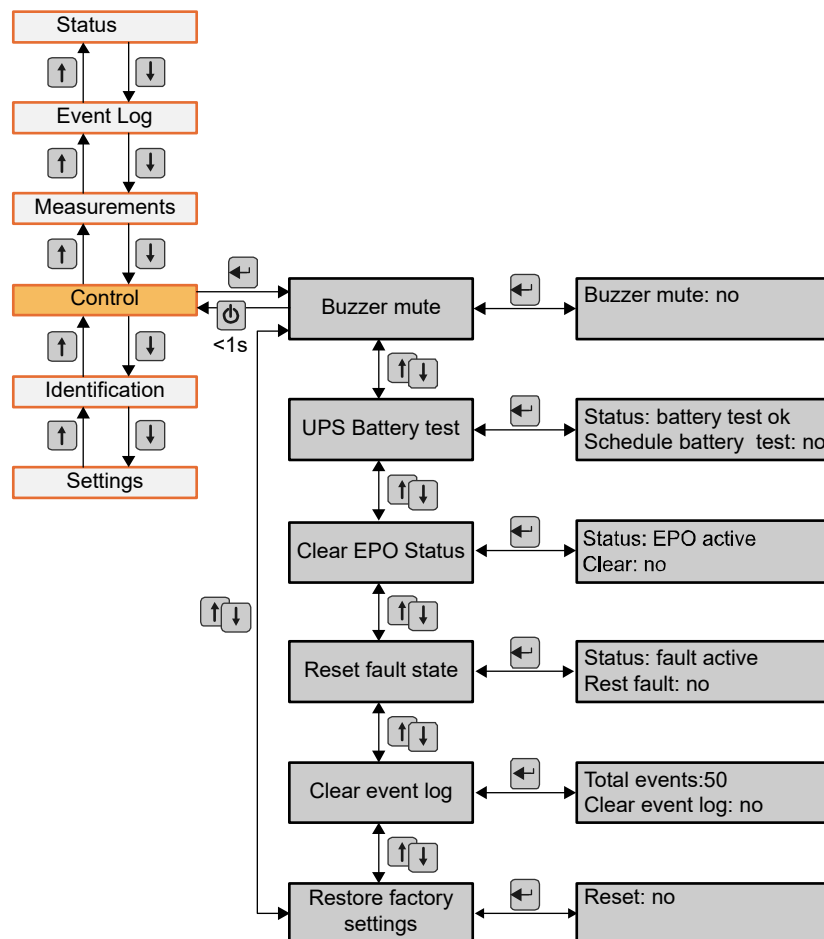 Status
Event Log
Measurements
Control
<1s
Identification
Settings
Buzzer mute
Buzzer mute: no
UPS Battery test
Status: battery test ok
Schedule battery test: no
Clear EPO Status
Status: EPO active
Clear: no
Reset fault state
Status: fault active
Rest fault: no
Clear event log
Total events:50
Clear event log: no
Restore factory
settings
Reset: no